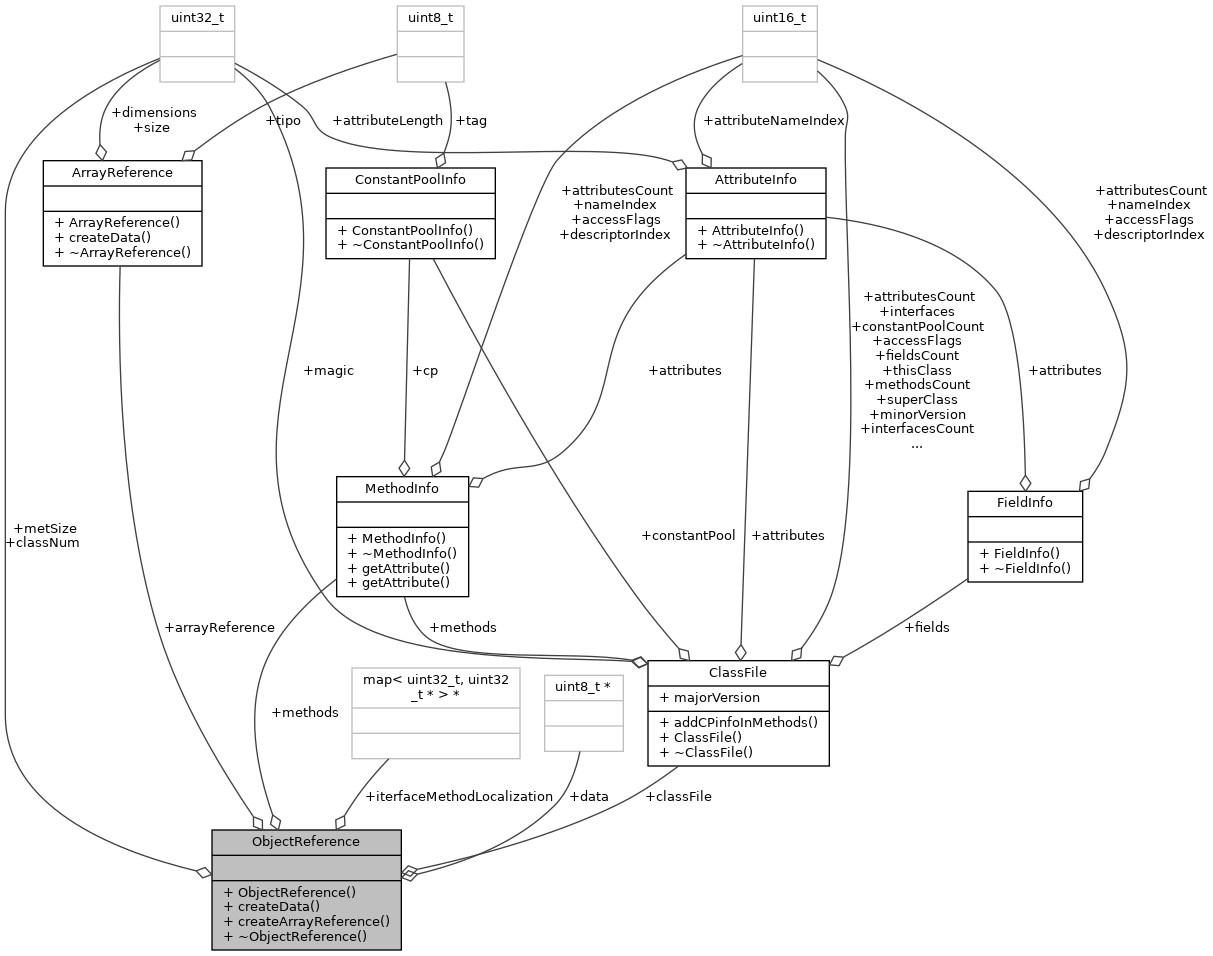 uint32_t
uint8_t
uint16_t
+dimensions
+size
+tipo
+attributeLength
+tag
+attributeNameIndex
ArrayReference
+ ArrayReference()
+ createData()
+ ~ArrayReference()
ConstantPoolInfo
+ ConstantPoolInfo()
+ ~ConstantPoolInfo()
+attributesCount
+nameIndex
+accessFlags
+descriptorIndex
AttributeInfo
+ AttributeInfo()
+ ~AttributeInfo()
+attributesCount
+nameIndex
+accessFlags
+descriptorIndex
+magic
+cp
+attributes
+attributesCount
+interfaces
+constantPoolCount
+accessFlags
+fieldsCount
+thisClass
+methodsCount
+superClass
+minorVersion
+interfacesCount
...
+attributes
+metSize
+classNum
MethodInfo
+ MethodInfo()
+ ~MethodInfo()
+ getAttribute()
+ getAttribute()
+constantPool
+attributes
FieldInfo
+ FieldInfo()
+ ~FieldInfo()
+arrayReference
+methods
+fields
+methods
map< uint32_t, uint32
_t * > *
uint8_t *
ClassFile
+ majorVersion
+ addCPinfoInMethods()
+ ClassFile()
+ ~ClassFile()
+iterfaceMethodLocalization
+data
+classFile
ObjectReference
+ ObjectReference()
+ createData()
+ createArrayReference()
+ ~ObjectReference()